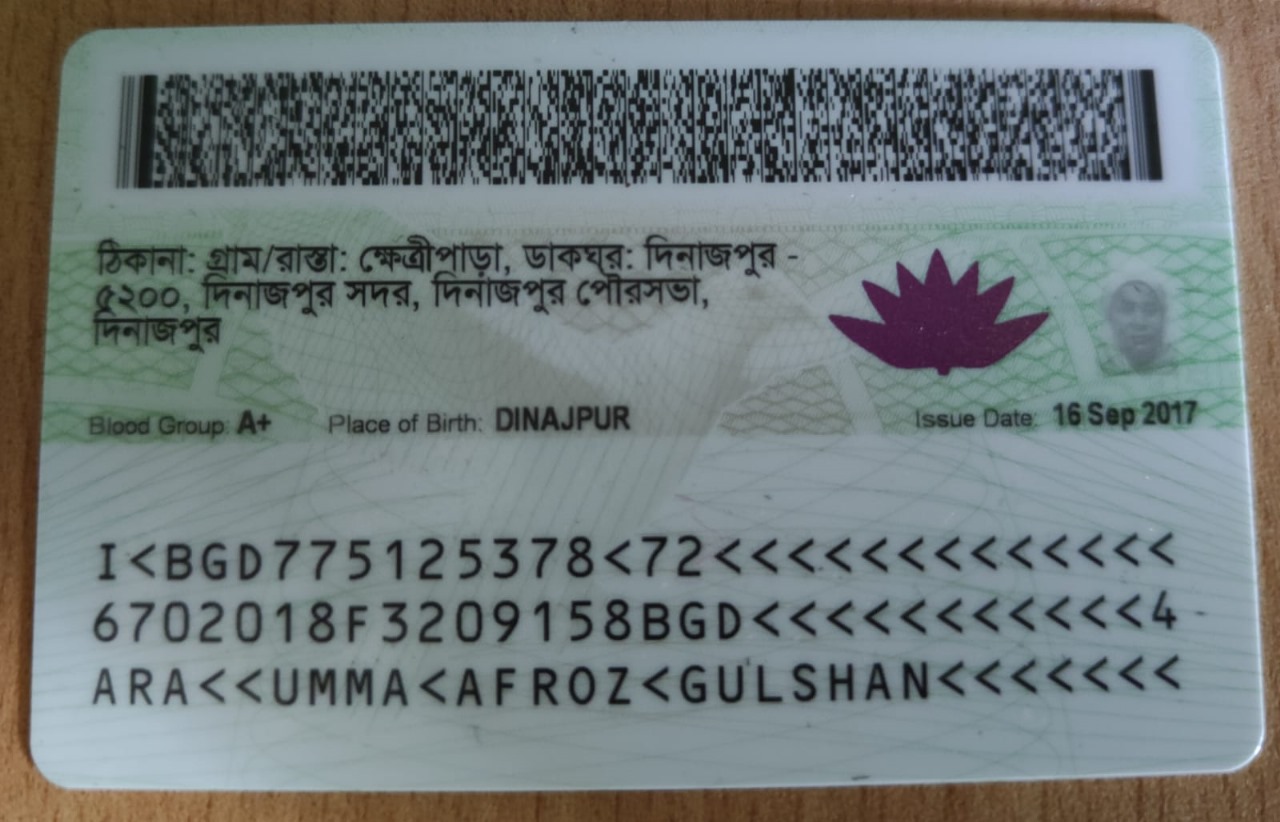 ঠিকানা: গ্রাম/রাস্তা: ক্ষেত্রীপাড়া, ডাকঘর: দিনাজপুর -
৫২০০, দিনাজপুর সদর, দিনাজপুর পৌরসভা,
দিনাজপুর
Blood Group: A+ Place of Birth: DINAJPUR Issue Date: 16 Sep 2017
I<BGD775125378<72<<<<<<<<<<<<<
6702018F3209158BGD<<<<<<<<<<<4
ARA<<UMMA<AFROZ<GULSHAN<<<<<<<